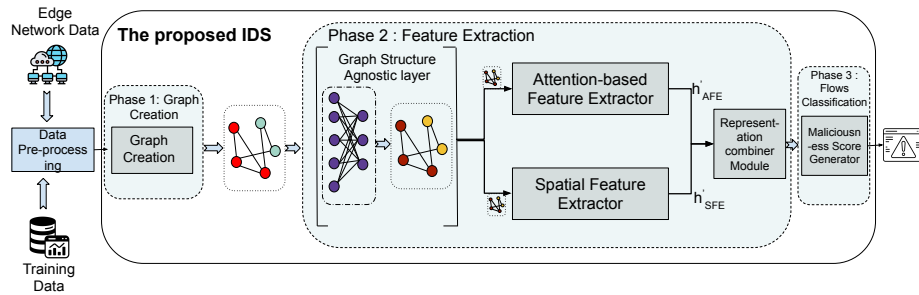 Edge
Network Data
Data
Pre-process
ing
Training
Data
The proposed IDS
Phase 1: Graph
Creation
Graph
Creation
Phase 2 : Feature Extraction
Graph Structure
Agnostic layer
Attention-based
Feature Extractor
h'AFE
Spatial Feature
Extractor
h'SFE
Represent-
ation
combiner
Module
Phase 3 :
Flows
Classification
Maliciousn
-ess Score
Generator